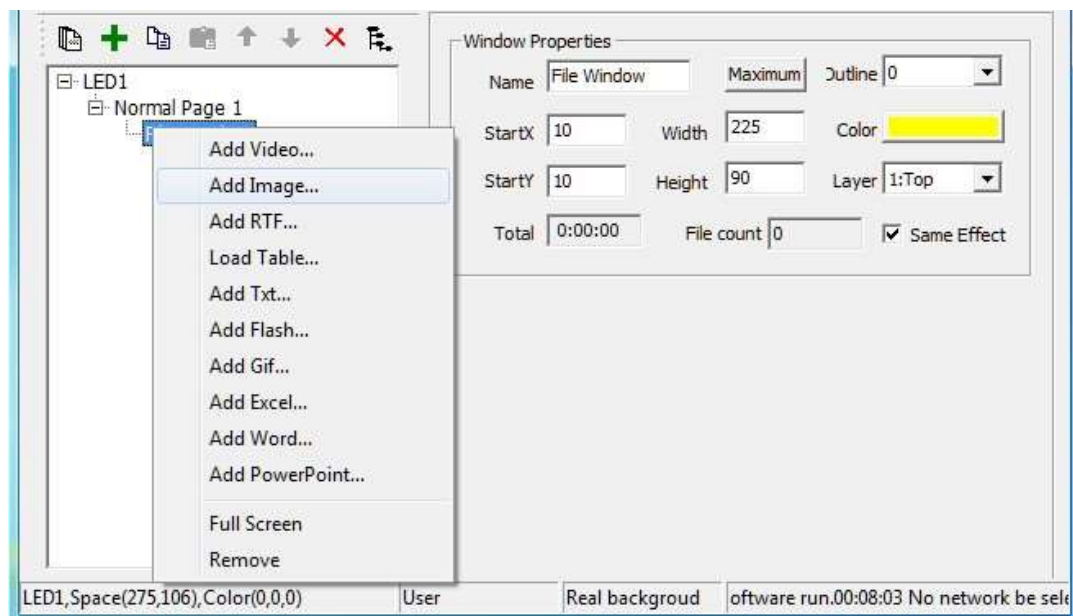 Window Properties
Name File Window Maximum Outline 0
LED1
Normal Page 1
StartX 10 Width 225 Color
StartY 10 Height 90 Layer 1:Top
Total 0:00:00 File count 0 Same Effect
Add Video...
Add Image...
Add RTF...
Load Table...
Add Txt...
Add Flash...
Add Gif...
Add Excel...
Add Word...
Add PowerPoint...
Full Screen
Remove
LED1,Space(275,106),Color(0,0,0) User Real backgroud oftware run.00:08:03 No network be sele